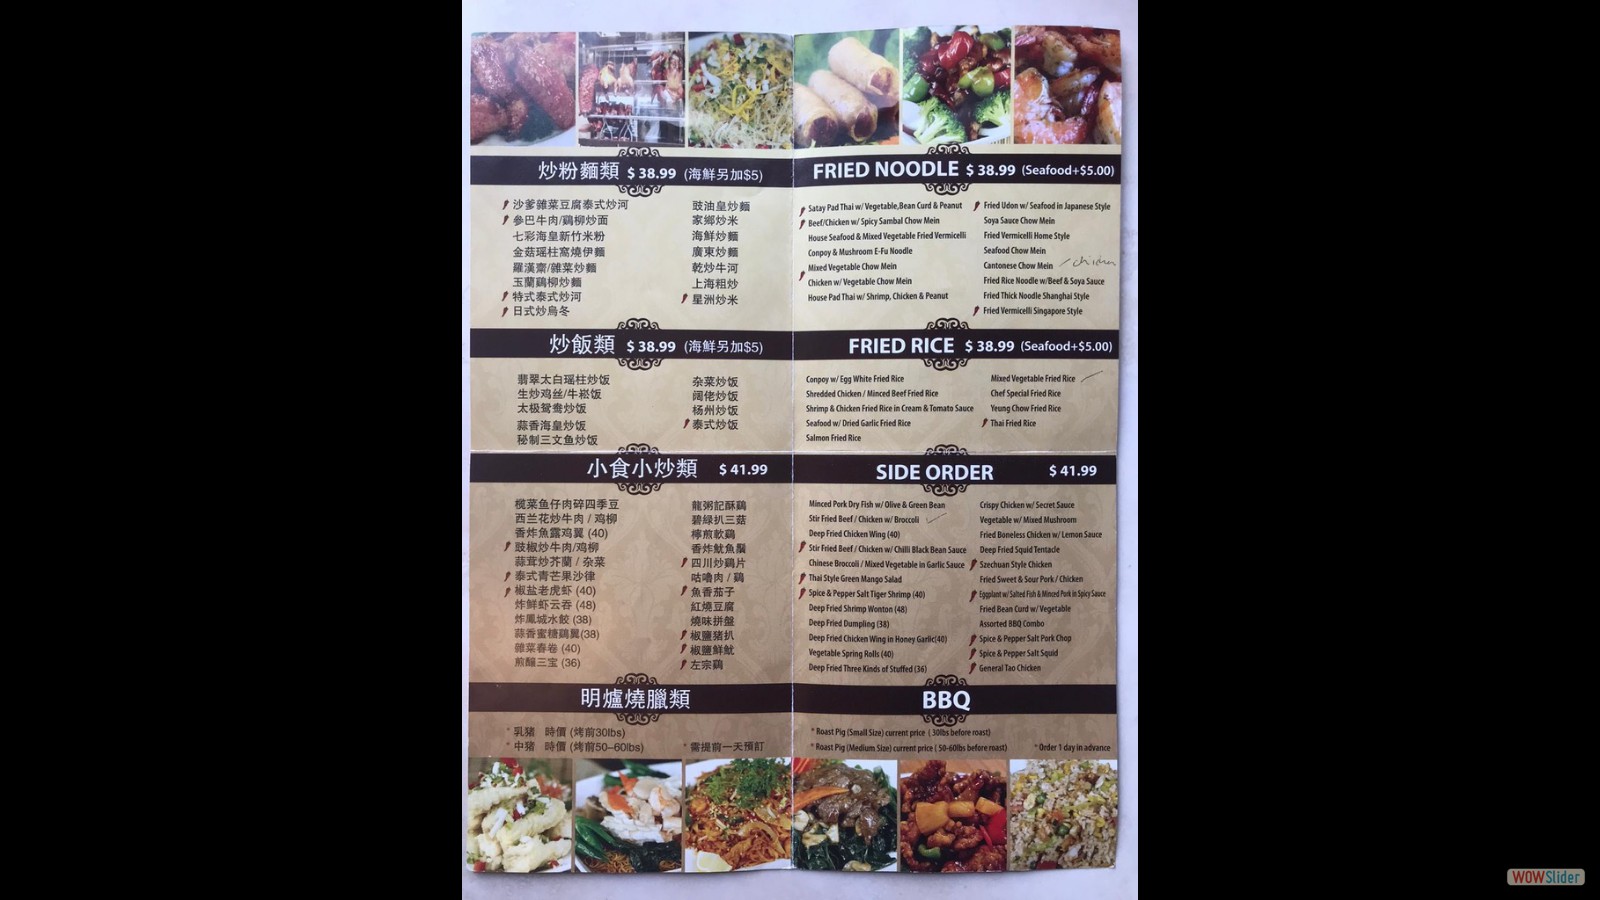 炒粉麵類 $ 38.99 (海鮮另加$5)
沙爹雜菜豆腐泰式炒河
參巴牛肉/鷄柳炒面
七彩海皇新竹米粉
金菇瑶柱窩燒伊麵
羅漢齋/雜菜炒麵
玉蘭鷄柳炒麵
特式泰式炒河
日式炒烏冬
豉油皇炒麵
家鄉炒米
海鮮炒麵
廣東炒麵
乾炒牛河
上海粗炒
星洲炒米
FRIED NOODLE $ 38.99 (Seafood+$5.00)
Satay Pad Thai w/ Vegetable,Bean Curd & Peanut
Beef/Chicken w/ Spicy Sambal Chow Mein
House Seafood & Mixed Vegetable Fried Vermicelli
Conpoy & Mushroom E-Fu Noodle
Mixed Vegetable Chow Mein
Chicken w/ Vegetable Chow Mein
House Pad Thai w/ Shrimp, Chicken & Peanut
Fried Udon w/ Seafood in Japanese Style
Soya Sauce Chow Mein
Fried Vermicelli Home Style
Seafood Chow Mein
Cantonese Chow Mein / chicken
Fried Rice Noodle w/Beef & Soya Sauce
Fried Thick Noodle Shanghai Style
Fried Vermicelli Singapore Style
炒飯類 $ 38.99 (海鮮另加$5)
翡翠太白瑶柱炒饭
生炒鸡丝/牛崧饭
太极鸳鸯炒饭
蒜香海皇炒饭
秘制三文鱼炒饭
杂菜炒饭
阔佬炒饭
杨州炒饭
泰式炒饭
FRIED RICE $ 38.99 (Seafood+$5.00)
Conpoy w/ Egg White Fried Rice
Shredded Chicken / Minced Beef Fried Rice
Shrimp & Chicken Fried Rice in Cream & Tomato Sauce
Seafood w/ Dried Garlic Fried Rice
Salmon Fried Rice
Mixed Vegetable Fried Rice
Chef Special Fried Rice
Yeung Chow Fried Rice
Thai Fried Rice
小食小炒類 $ 41.99
榄菜鱼仔肉碎四季豆
西兰花炒牛肉 / 鸡柳
香炸魚露鸡翼 (40)
豉椒炒牛肉/鸡柳
蒜茸炒芥蘭 / 杂菜
泰式青芒果沙律
椒盐老虎虾 (40)
炸鮮虾云吞 (48)
炸鳳城水餃 (38)
蒜香蜜糖鷄翼(38)
雜菜春卷 (40)
煎釀三宝 (36)
龍粥記酥鷄
碧綠扒三菇
檸煎軟鷄
香炸魷魚鬚
四川炒鷄片
咕嚕肉 / 鷄
魚香茄子
紅燒豆腐
燒味拼盤
椒鹽豬扒
椒鹽鮮魷
左宗鷄
SIDE ORDER $ 41.99
Minced Pork Dry Fish w/ Olive & Green Bean
Stir Fried Beef / Chicken w/ Broccoli
Deep Fried Chicken Wing (40)
Stir Fried Beef / Chicken w/ Chilli Black Bean Sauce
Chinese Broccoli / Mixed Vegetable in Garlic Sauce
Thai Style Green Mango Salad
Spice & Pepper Salt Tiger Shrimp (40)
Deep Fried Shrimp Wonton (48)
Deep Fried Dumpling (38)
Deep Fried Chicken Wing in Honey Garlic(40)
Vegetable Spring Rolls (40)
Deep Fried Three Kinds of Stuffed (36)
Crispy Chicken w/ Secret Sauce
Vegetable w/ Mixed Mushroom
Fried Boneless Chicken w/ Lemon Sauce
Deep Fried Squid Tentacle
Szechuan Style Chicken
Fried Sweet & Sour Pork / Chicken
Eggplant w/ Salted Fish & Minced Pork in Spicy Sauce
Fried Bean Curd w/ Vegetable
Assorted BBQ Combo
Spice & Pepper Salt Pork Chop
Spice & Pepper Salt Squid
General Tao Chicken
明爐燒臘類
* 乳豬 時價 (烤前30lbs)
* 中豬 時價 (烤前50-60lbs) * 需提前一天預訂
BBQ
* Roast Pig (Small Size) current price ( 30lbs before roast)
* Roast Pig (Medium Size) current price ( 50-60lbs before roast) * Order 1 day in advance
WOWSlider